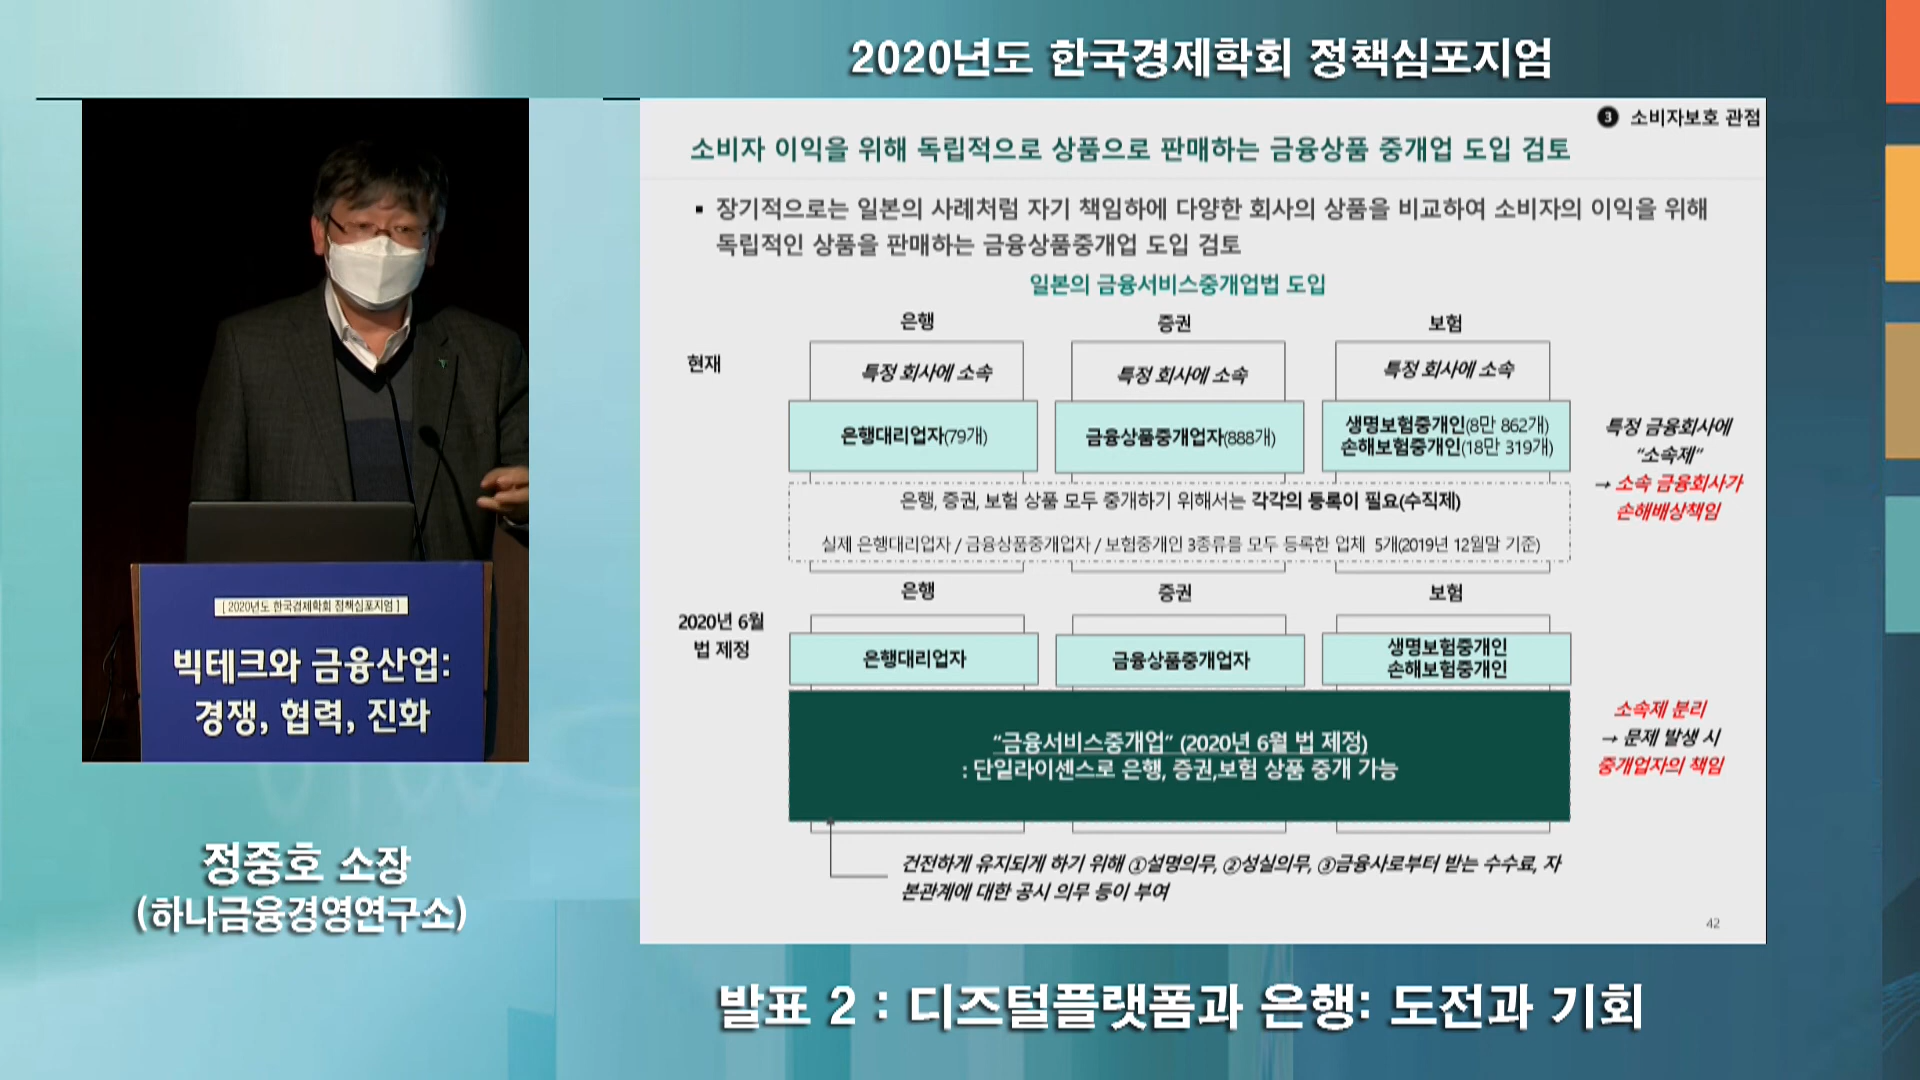 2020년도 한국경제학회 정책심포지엄
❸ 소비자보호 관점
소비자 이익을 위해 독립적으로 상품으로 판매하는 금융상품 중개업 도입 검토
▪ 장기적으로는 일본의 사례처럼 자기 책임하에 다양한 회사의 상품을 비교하여 소비자의 이익을 위해
독립적인 상품을 판매하는 금융상품중개업 도입 검토
일본의 금융서비스중개업법 도입
은행 증권 보험
현재
특정 회사에 소속 특정 회사에 소속 특정 회사에 소속
은행대리업자(79개) 금융상품중개업자(888개)
생명보험중개인(8만 862개)
손해보험중개인(18만 319개)
특정 금융회사에
"소속제"
→ 소속 금융회사가
손해배상책임
은행, 증권, 보험 상품 모두 중개하기 위해서는 각각의 등록이 필요(수직제)
실제 은행대리업자 / 금융상품중개업자 / 보험중개인 3종류를 모두 등록한 업체 5개(2019년 12월말 기준)
은행 증권 보험
2020년 6월
법 제정
은행대리업자 금융상품중개업자
생명보험중개인
손해보험중개인
"금융서비스중개업" (2020년 6월 법 제정)
: 단일라이센스로 은행, 증권,보험 상품 중개 가능
소속제 분리
→ 문제 발생 시
중개업자의 책임
건전하게 유지되게 하기 위해 ①설명의무, ②성실의무, ③금융사로부터 받는 수수료, 자
본관계에 대한 공시 의무 등이 부여
42
[ 2020년도 한국경제학회 정책심포지엄 ]
빅테크와 금융산업:
경쟁, 협력, 진화
정중호 소장
(하나금융경영연구소)
발표 2 : 디즈털플랫폼과 은행: 도전과 기회